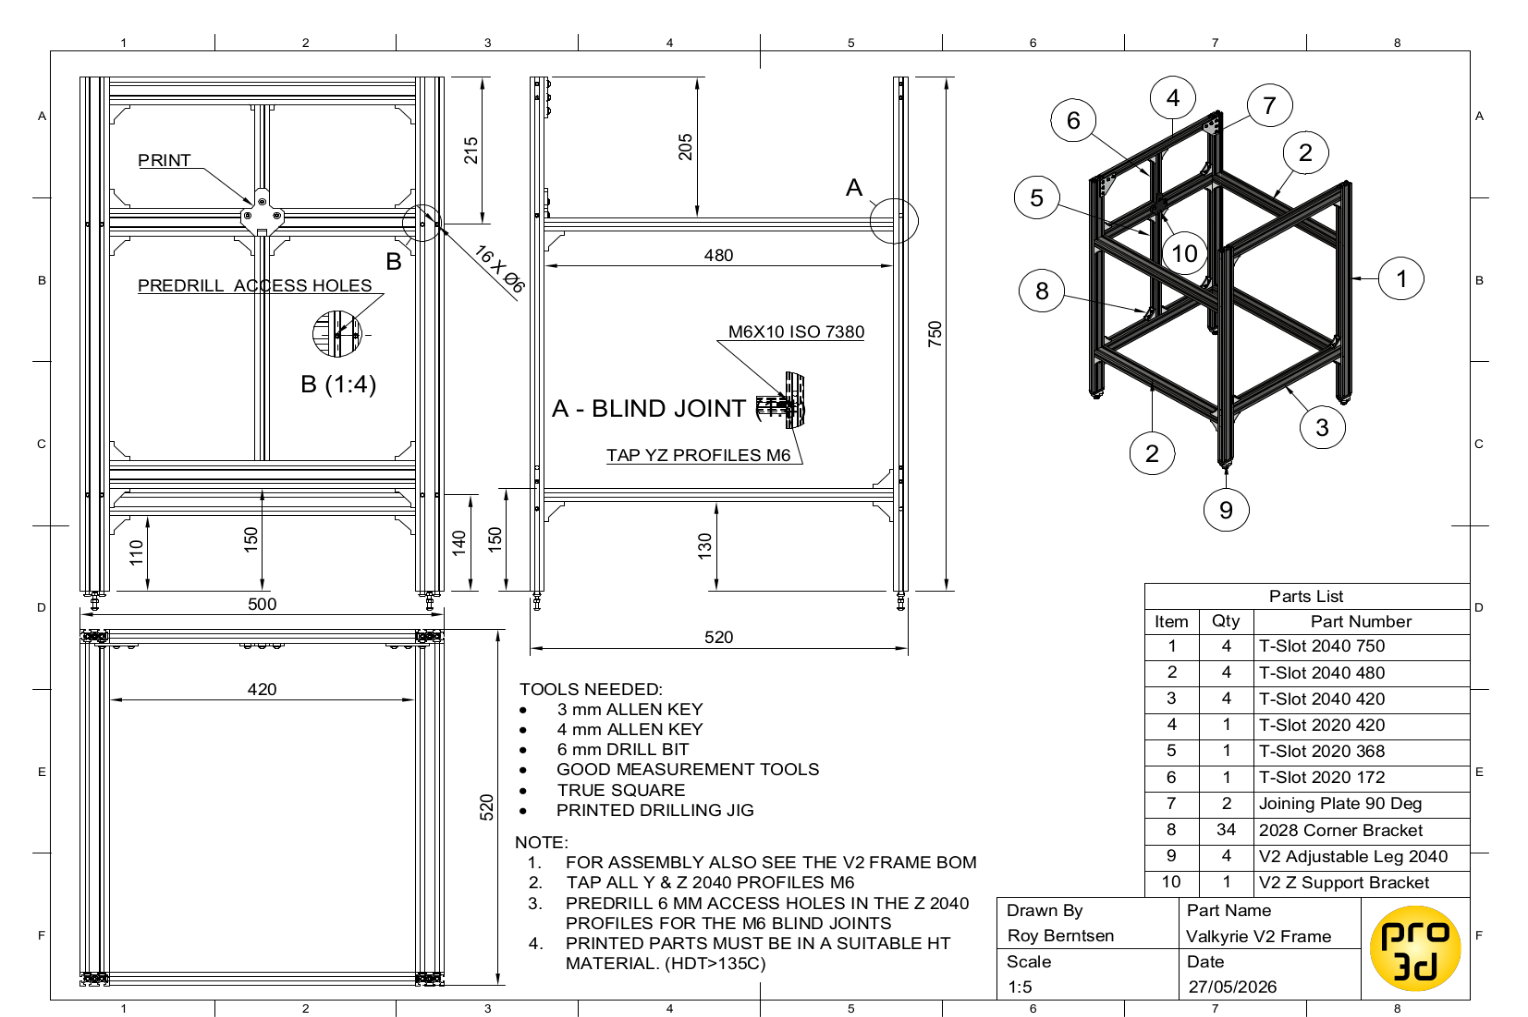 1 2 3 4 5 6 7 8
A
B
C
D
E
F
A
B
C
D
E
F
PRINT
PREDRILL ACCESS HOLES
B
B (1:4)
16 X Ø6
215
110
150
140
150
500
420
520
205
480
750
A
M6X10 ISO 7380
A - BLIND JOINT
TAP YZ PROFILES M6
130
520
4
7
6
2
5
10
1
8
3
2
9
TOOLS NEEDED:
• 3 mm ALLEN KEY
• 4 mm ALLEN KEY
• 6 mm DRILL BIT
• GOOD MEASUREMENT TOOLS
• TRUE SQUARE
• PRINTED DRILLING JIG
NOTE:
1. FOR ASSEMBLY ALSO SEE THE V2 FRAME BOM
2. TAP ALL Y & Z 2040 PROFILES M6
3. PREDRILL 6 MM ACCESS HOLES IN THE Z 2040
PROFILES FOR THE M6 BLIND JOINTS
4. PRINTED PARTS MUST BE IN A SUITABLE HT
MATERIAL. (HDT>135C)
Parts List
Item Qty Part Number
1 4 T-Slot 2040 750
2 4 T-Slot 2040 480
3 4 T-Slot 2040 420
4 1 T-Slot 2020 420
5 1 T-Slot 2020 368
6 1 T-Slot 2020 172
7 2 Joining Plate 90 Deg
8 34 2028 Corner Bracket
9 4 V2 Adjustable Leg 2040
10 1 V2 Z Support Bracket
Drawn By
Roy Berntsen
Part Name
Valkyrie V2 Frame
Scale
1:5
Date
27/05/2026
pro
3d
1 2 3 4 5 6 7 8